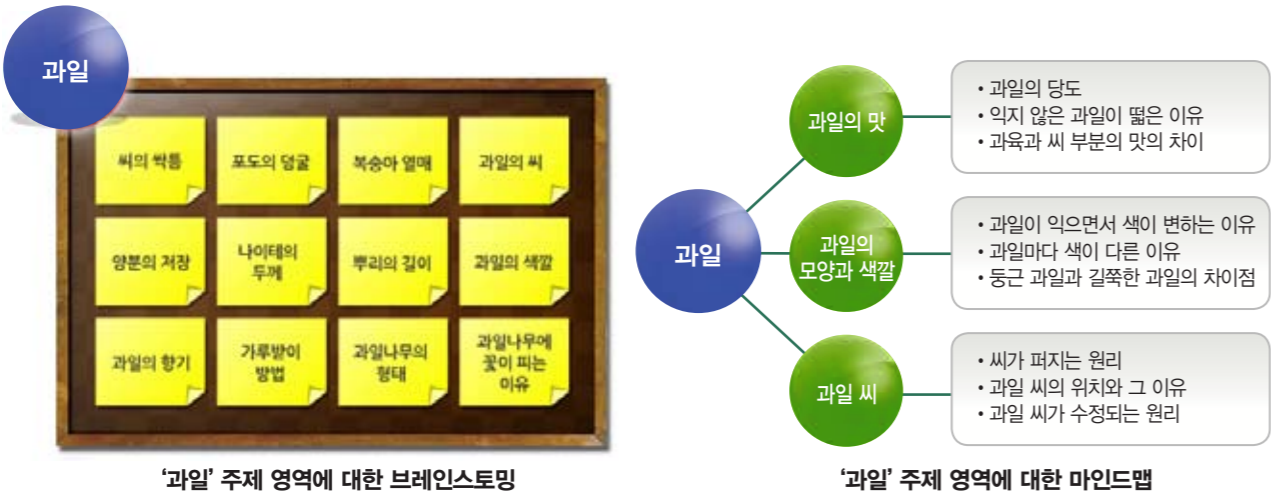 과일
씨의 싹틈
포도의 덩굴
복숭아 열매
과일의 씨
양분의 저장
나이테의
두께
뿌리의 길이
과일의 색깔
과일의 향기
가루받이
방법
과일나무의
형태
과일나무에
꽃이 피는
이유
‘과일’ 주제 영역에 대한 브레인스토밍
과일
과일의 맛
• 과일의 당도
• 익지 않은 과일이 떫은 이유
• 과육과 씨 부분의 맛의 차이
과일의
모양과 색깔
• 과일이 익으면서 색이 변하는 이유
• 과일마다 색이 다른 이유
• 둥근 과일과 길쭉한 과일의 차이점
과일 씨
• 씨가 퍼지는 원리
• 과일 씨의 위치와 그 이유
• 과일 씨가 수정되는 원리
‘과일’ 주제 영역에 대한 마인드맵